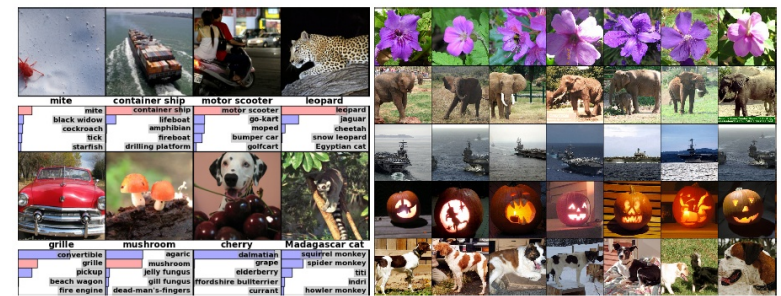 mite container ship motor scooter leopard
mite container ship motor scooter leopard
black widow lifeboat go-kart jaguar
cockroach amphibian moped cheetah
tick fireboat bumper car snow leopard
starfish drilling platform golfcart Egyptian cat
grille mushroom cherry Madagascar cat
convertible agaric dalmatian squirrel monkey
grille mushroom grape spider monkey
pickup jelly fungus elderberry titi
beach wagon gill fungus ffordshire bullterrier indri
fire engine dead-man's-fingers currant howler monkey